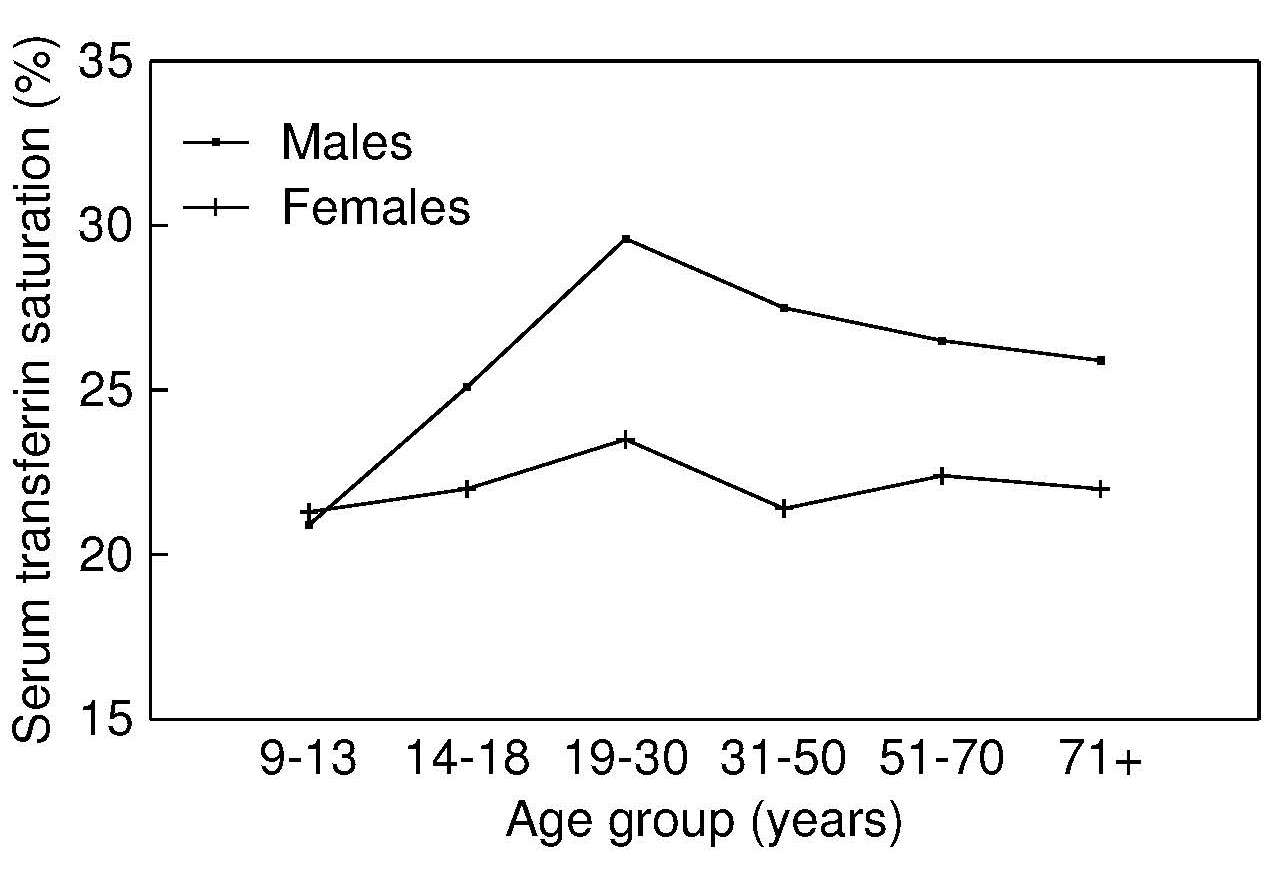 Serum transferrin saturation (%)
35
30
25
20
15
Males
Females
9-13 14-18 19-30 31-50 51-70 71+
Age group (years)